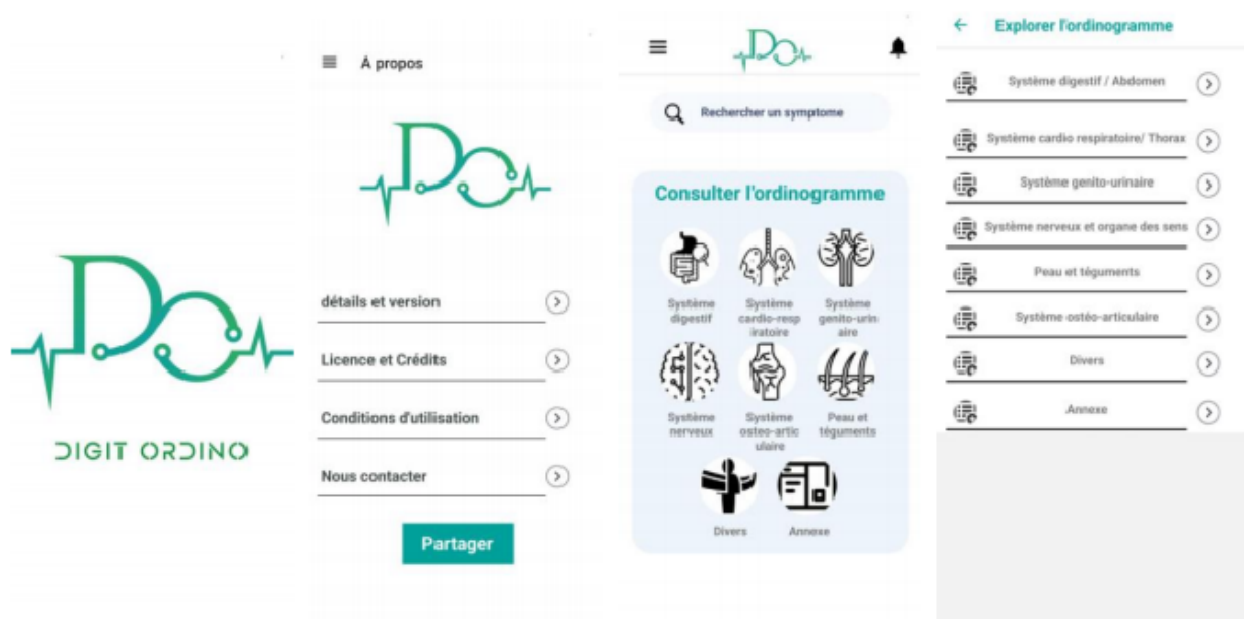 DIGIT ORDINO
À propos
détails et version
Licence et Crédits
Conditions d'utilisation
Nous contacter
Partager
Rechercher un symptome
Consulter l'ordinogramme
Système
digestif
Système
cardio-resp
iratoire
Système
genito-urin
aire
Système
nerveux
Système
osteo-artic
ulaire
Peau et
téguments
Divers
Annexe
Explorer l'ordinogramme
Système digestif / Abdomen
Système cardio respiratoire/ Thorax
Système genito-urinaire
Système nerveux et organe des sens
Peau et téguments
Système ostéo-articulaire
Divers
Annexe